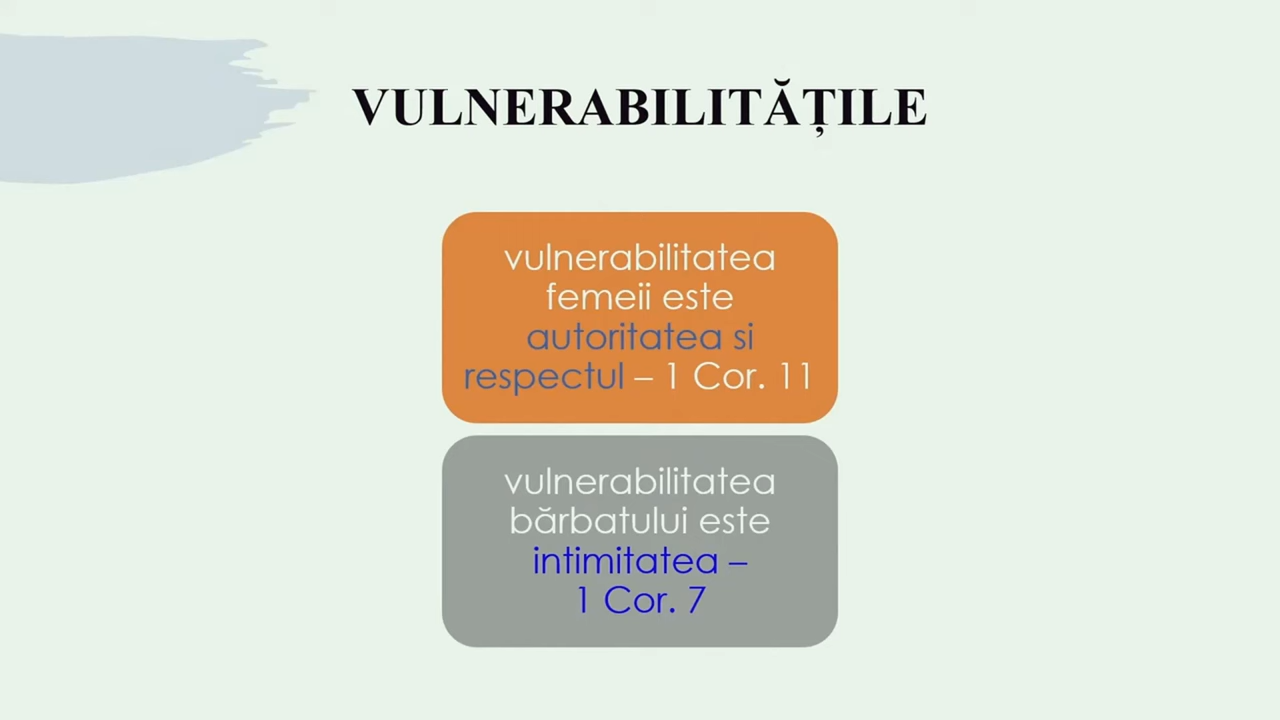 VULNERABILITĂȚILE
vulnerabilitatea
femeii este
autoritatea si
respectul – 1 Cor. 11
vulnerabilitatea
bărbatului este
intimitatea –
1 Cor. 7